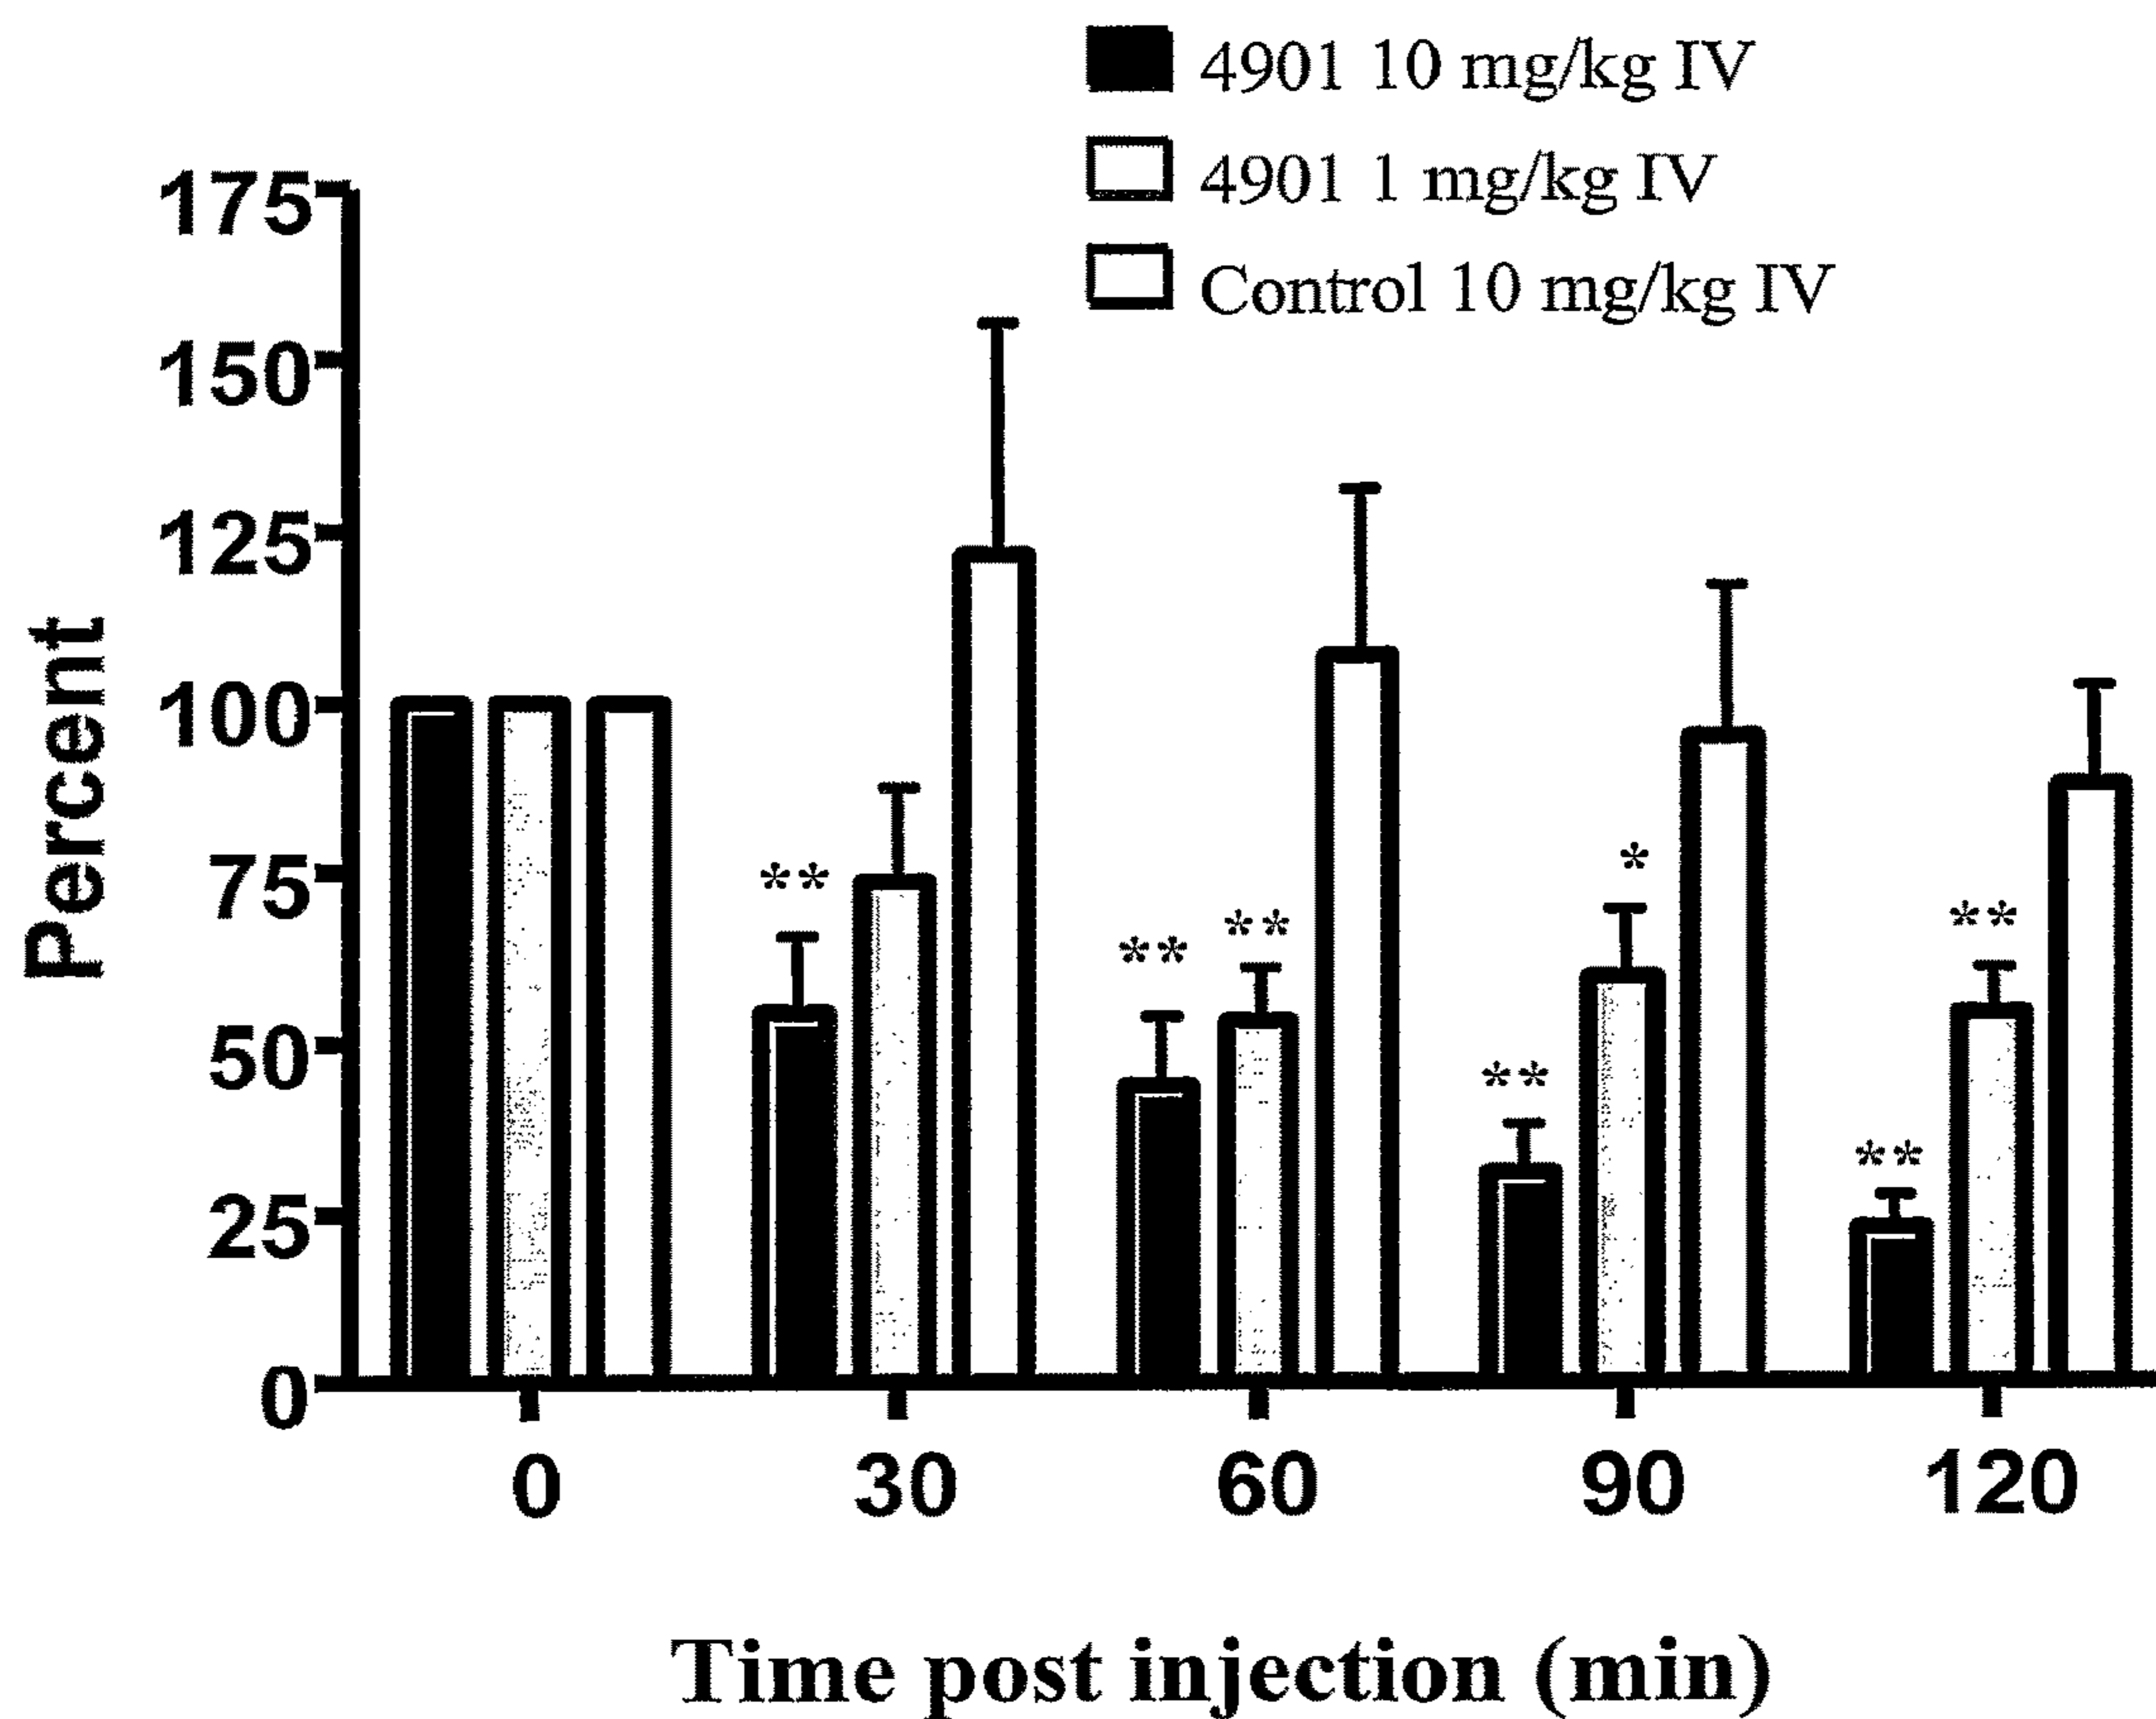 4901 10 mg/kg IV
4901 1 mg/kg IV
Control 10 mg/kg IV
175
150
125
100
75
50
25
0
Percent
**
**
**
**
*
**
**
0 30 60 90 120
Time post injection (min)